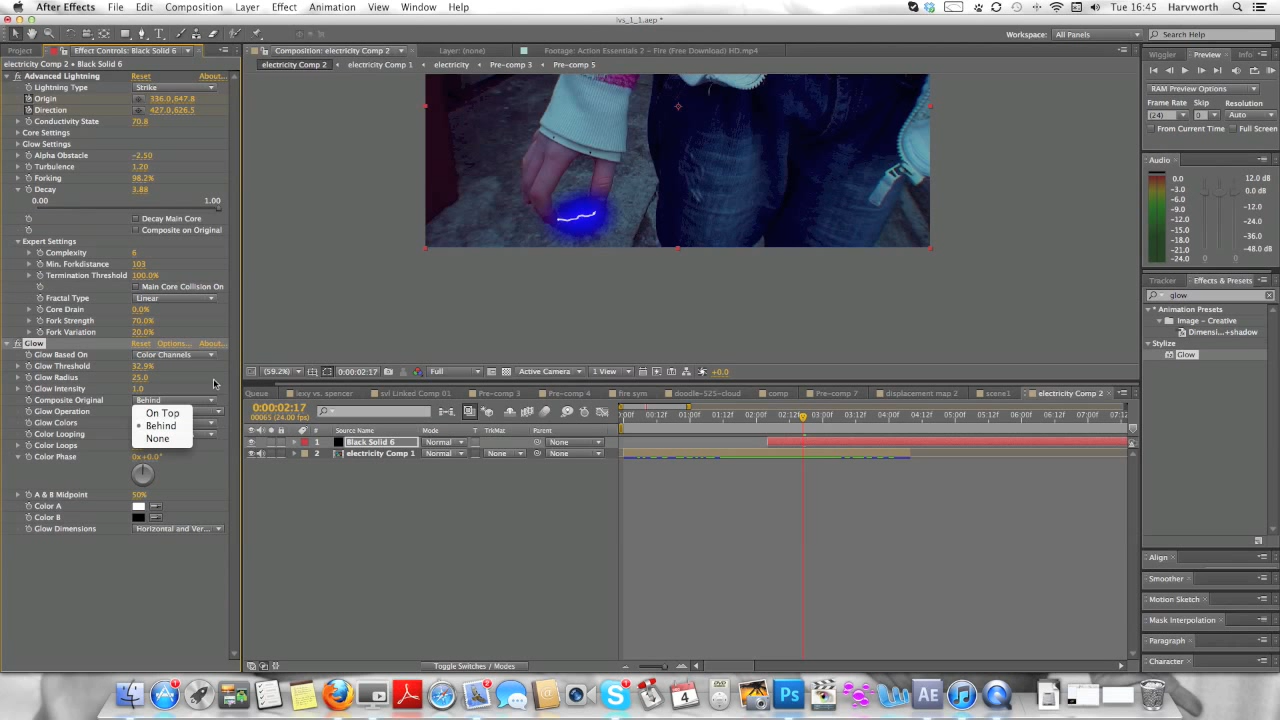 After Effects File Edit Composition Layer Effect Animation View Window Help Tue 16:45 Harworth
lvs_1_1.aep *
Workspace: All Panels Search Help
Project Effect Controls: Black Solid 6 Composition: electricity Comp 2 Layer: (none) Footage: Action Essentials 2 – Fire (Free Download) HD.mp4 Wiggler Preview Info
electricity Comp 2 • Black Solid 6
electricity Comp 2 electricity Comp 1 electricity Pre-comp 3 Pre-comp 5
Advanced Lightning Reset About...
Lightning Type Strike
Origin 336.0,647.8
Direction 427.0,626.5
Conductivity State 70.8
Core Settings
Glow Settings
Alpha Obstacle -2.50
Turbulence 1.20
Forking 98.2%
Decay 3.88
0.00 1.00
Decay Main Core
Composite on Original
Expert Settings
Complexity 6
Min. Forkdistance 103
Termination Threshold 100.0%
Main Core Collision On
Fractal Type Linear
Core Drain 0.0%
Fork Strength 70.0%
Fork Variation 20.0%
Glow Reset Options... About...
Glow Based On Color Channels
Glow Threshold 32.9%
Glow Radius 25.0
Glow Intensity 1.0
Composite Original Behind
Glow Operation
Glow Colors
Color Looping
Color Loops
On Top
Behind
None
Color Phase 0x+0.0°
A & B Midpoint 50%
Color A
Color B
Glow Dimensions Horizontal and Ver...
(59.2%) 0:00:02:17 Full Active Camera 1 View +0.0
Queue lexy vs. spencer svl Linked Comp 01 Pre-comp 4 fire sym doodle-525-cloud Pre-comp 7 displacement map 2 scene1 electricity Comp 2
0:00:02:17
00065 (24.00 fps)
:00f 00:12f 01:00f 01:12f 02:00f 02:12f 03:00f 03:12f 04:00f 04:12f 05:00f 05:12f 06:00f 06:12f 07:00f 07:12
# Source Name Mode T TrkMat Parent
1 Black Solid 6 Normal None
2 electricity Comp 1 Normal None None
Toggle Switches / Modes
RAM Preview Options
Frame Rate Skip Resolution
(24) 0 Auto
From Current Time Full Screen
Audio
0.0 12.0 dB
-3.0
-6.0 0.0
-9.0
-12.0 -12.0
-15.0 -24.0
-18.0
-21.0 -36.0
-24.0 -48.0 dB
Tracker Effects & Presets
glow
* Animation Presets
Image – Creative
Dimensi...+shadow
Stylize
Glow
Align
Smoother
Motion Sketch
Mask Interpolation
Paragraph
Character